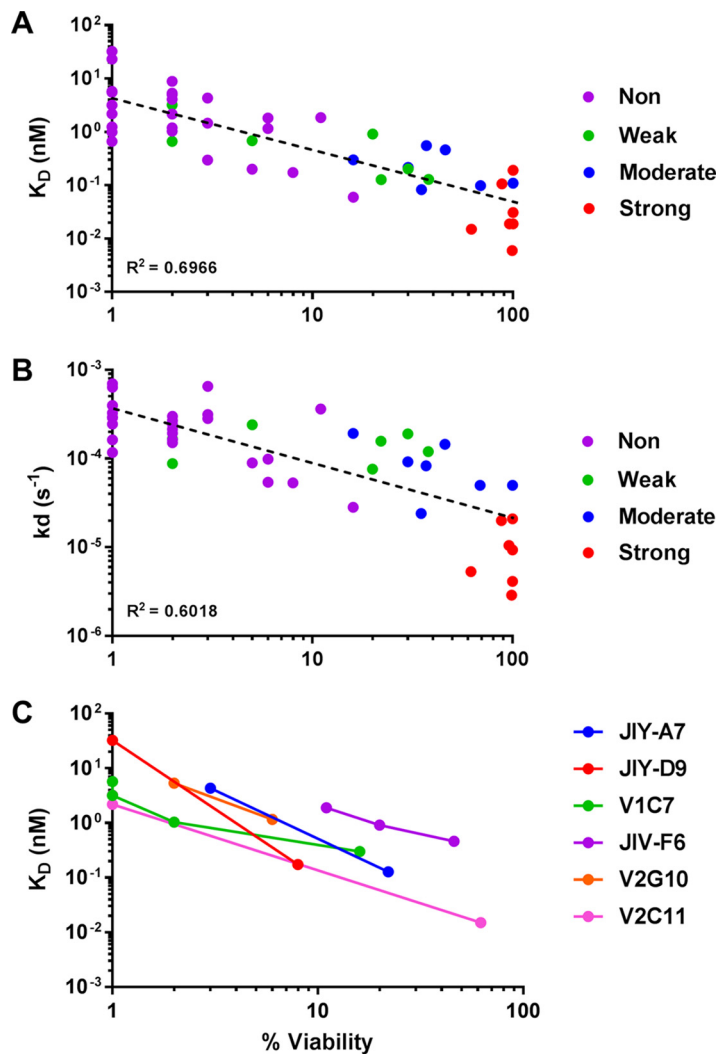 A
K_D (nM)
10²
10¹
10⁰
10⁻¹
10⁻²
10⁻³
R² = 0.6966
1
10
100
Non
Weak
Moderate
Strong
B
kd (s⁻¹)
10⁻³
10⁻⁴
10⁻⁵
10⁻⁶
R² = 0.6018
1
10
100
Non
Weak
Moderate
Strong
C
K_D (nM)
10²
10¹
10⁰
10⁻¹
10⁻²
10⁻³
1
10
100
% Viability
JIY-A7
JIY-D9
V1C7
JIV-F6
V2G10
V2C11